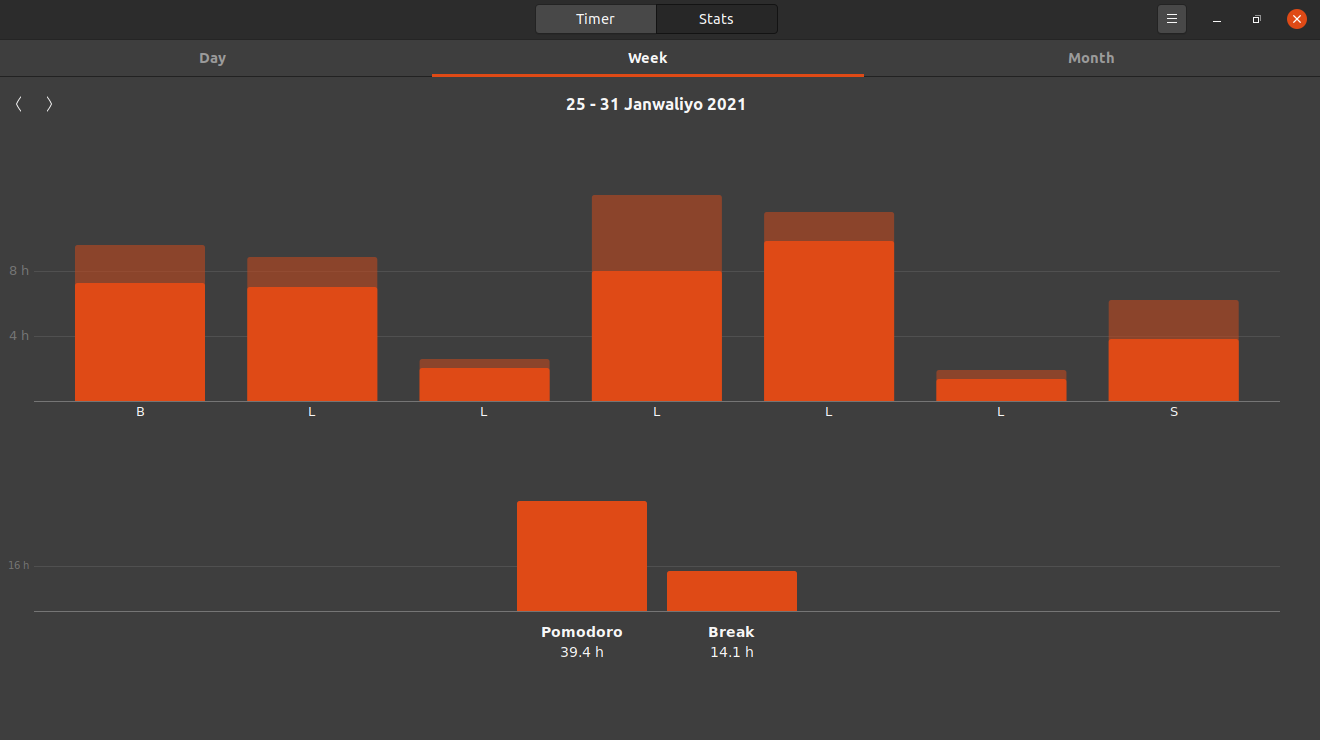 Timer Stats
Day Week Month
25 - 31 Janwaliyo 2021
8 h
4 h
B L L L L L S
16 h
Pomodoro Break
39.4 h 14.1 h